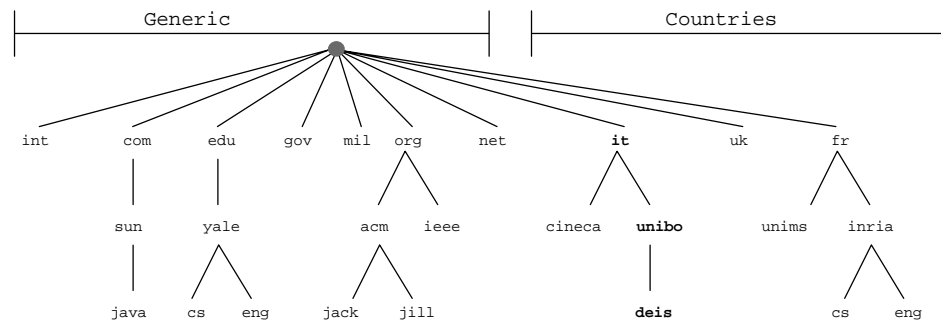 Generic Countries
int com edu gov mil org net it uk fr
sun yale acm ieee cineca unibo unims inria
java cs eng jack jill deis cs eng